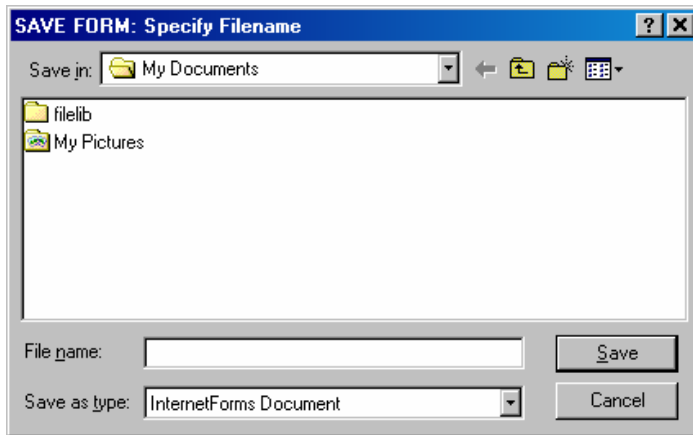 SAVE FORM: Specify Filename
Save in: My Documents
filelib
My Pictures
File name: Save
Save as type: InternetForms Document Cancel